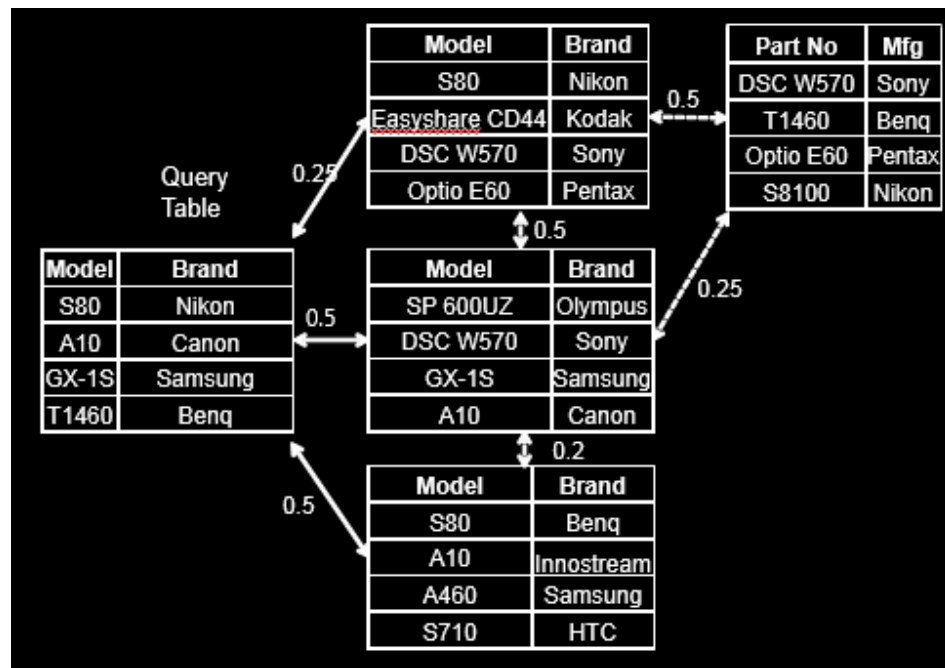 Model Brand
S80 Nikon
Easyshare CD44 Kodak
DSC W570 Sony
Optio E60 Pentax
0.5
Part No Mfg
DSC W570 Sony
T1460 Benq
Optio E60 Pentax
S8100 Nikon
Query
Table
0.25
0.5
0.25
Model Brand
S80 Nikon
A10 Canon
GX-1S Samsung
T1460 Benq
0.5
Model Brand
SP 600UZ Olympus
DSC W570 Sony
GX-1S Samsung
A10 Canon
0.2
0.5
Model Brand
S80 Benq
A10 Innostream
A460 Samsung
S710 HTC